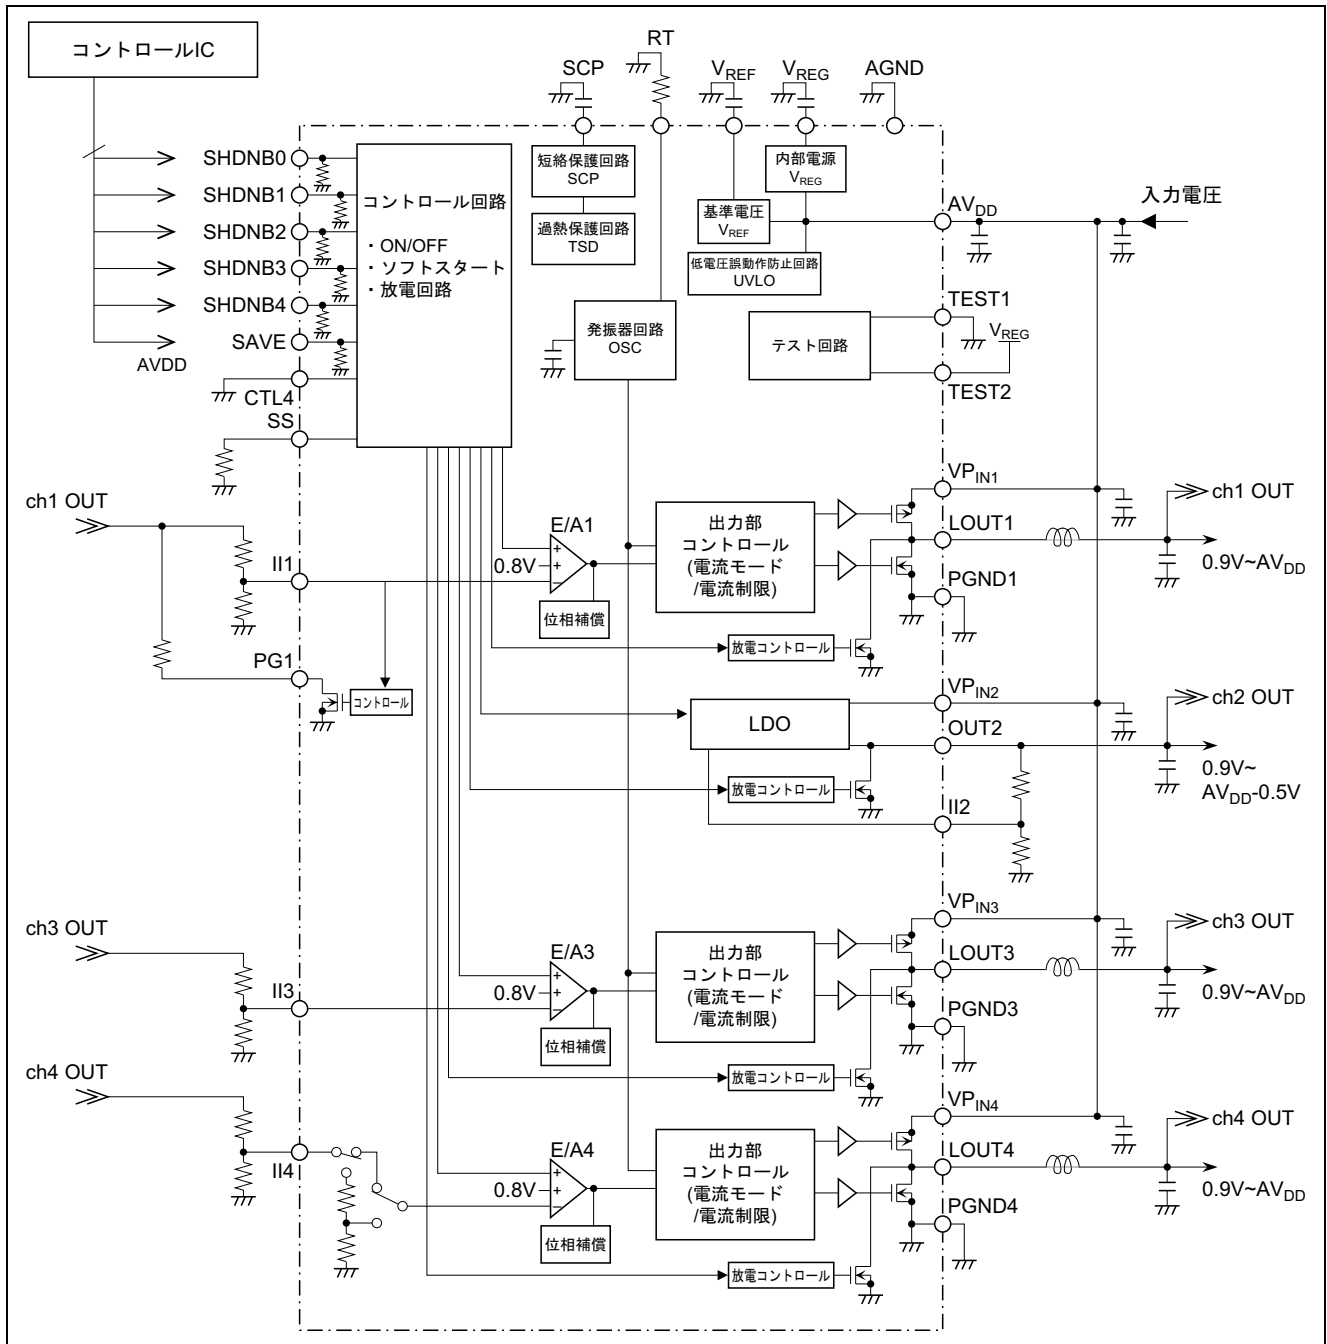 コントロールIC
RT
SCP
VREF
VREG
AGND
SHDNB0
SHDNB1
SHDNB2
SHDNB3
SHDNB4
SAVE
AVDD
CTL4
SS
コントロール回路
・ON/OFF
・ソフトスタート
・放電回路
短絡保護回路
SCP
過熱保護回路
TSD
内部電源
VREG
基準電圧
VREF
低電圧誤動作防止回路
UVLO
AVDD
入力電圧
発振器回路
OSC
テスト回路
TEST1
VREG
TEST2
ch1 OUT
II1
PG1
コントロール
E/A1
+
0.8V
+
−
位相補償
出力部
コントロール
(電流モード
/電流制限)
放電コントロール
VPIN1
LOUT1
PGND1
ch1 OUT
0.9V~AVDD
LDO
放電コントロール
VPIN2
OUT2
II2
ch2 OUT
0.9V~
AVDD-0.5V
ch3 OUT
II3
E/A3
+
0.8V
+
−
位相補償
出力部
コントロール
(電流モード
/電流制限)
放電コントロール
VPIN3
LOUT3
PGND3
ch3 OUT
0.9V~AVDD
ch4 OUT
II4
E/A4
+
0.8V
+
−
位相補償
出力部
コントロール
(電流モード
/電流制限)
放電コントロール
VPIN4
LOUT4
PGND4
ch4 OUT
0.9V~AVDD